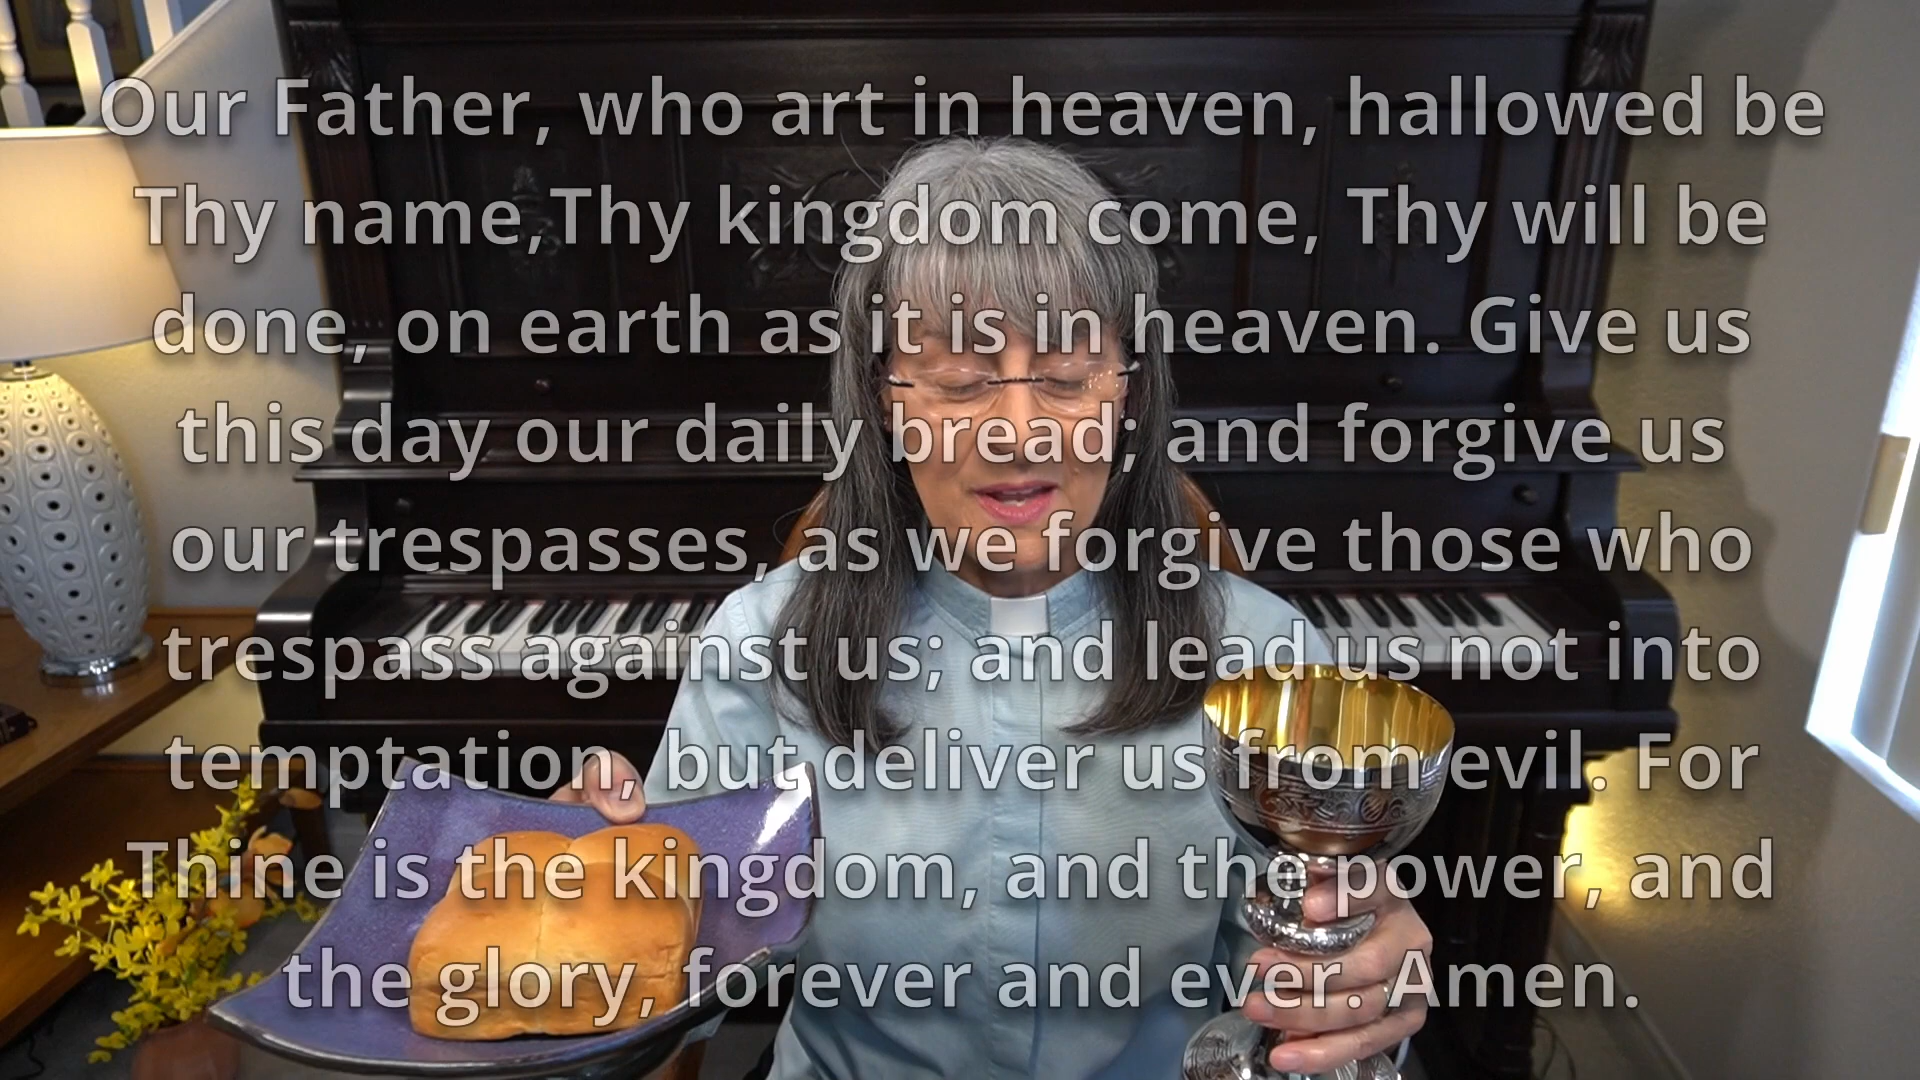 Our Father, who art in heaven, hallowed be
Thy name,Thy kingdom come, Thy will be
done, on earth as it is in heaven. Give us
this day our daily bread; and forgive us
our trespasses, as we forgive those who
trespass against us; and lead us not into
temptation, but deliver us from evil. For
Thine is the kingdom, and the power, and
the glory, forever and ever. Amen.